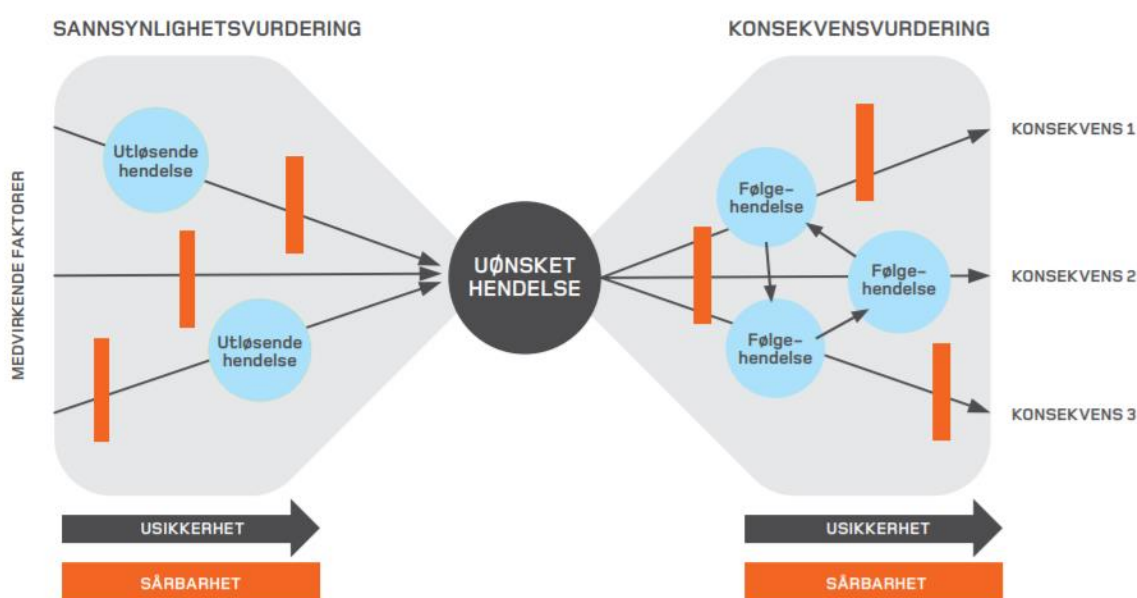 SANNSYNLIGHETSVURDERING
KONSEKVENSVURDERING
MEDVIRKENDE FAKTORER
Utløsende
hendelse
Utløsende
hendelse
UØNSKET
HENDELSE
Følge-
hendelse
Følge-
hendelse
Følge-
hendelse
KONSEKVENS 1
KONSEKVENS 2
KONSEKVENS 3
USIKKERHET
SÅRBARHET
USIKKERHET
SÅRBARHET